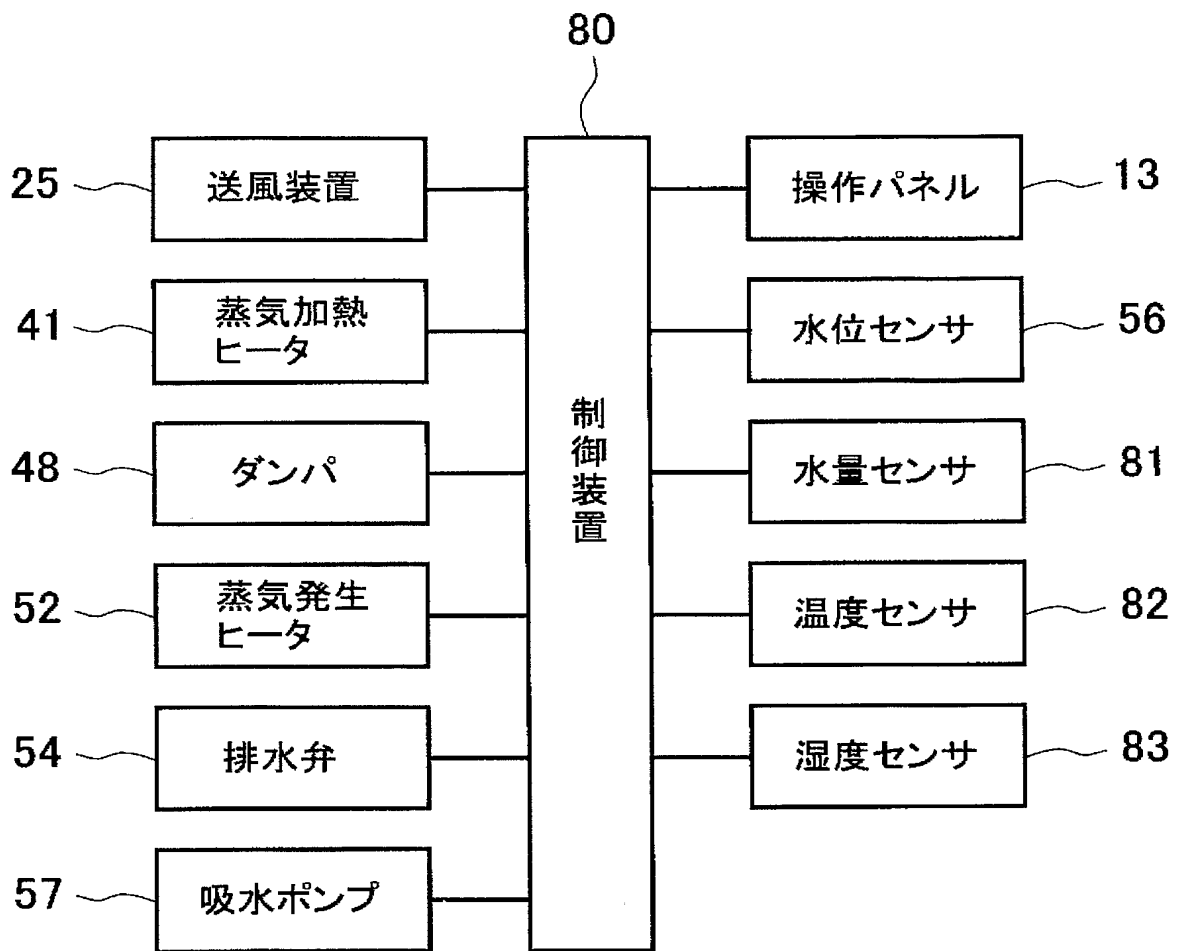 80
25
送風装置
操作パネル
13
41
蒸気加熱
ヒータ
水位センサ
56
制御装置
48
ダンパ
水量センサ
81
52
蒸気発生
ヒータ
温度センサ
82
54
排水弁
湿度センサ
83
57
吸水ポンプ